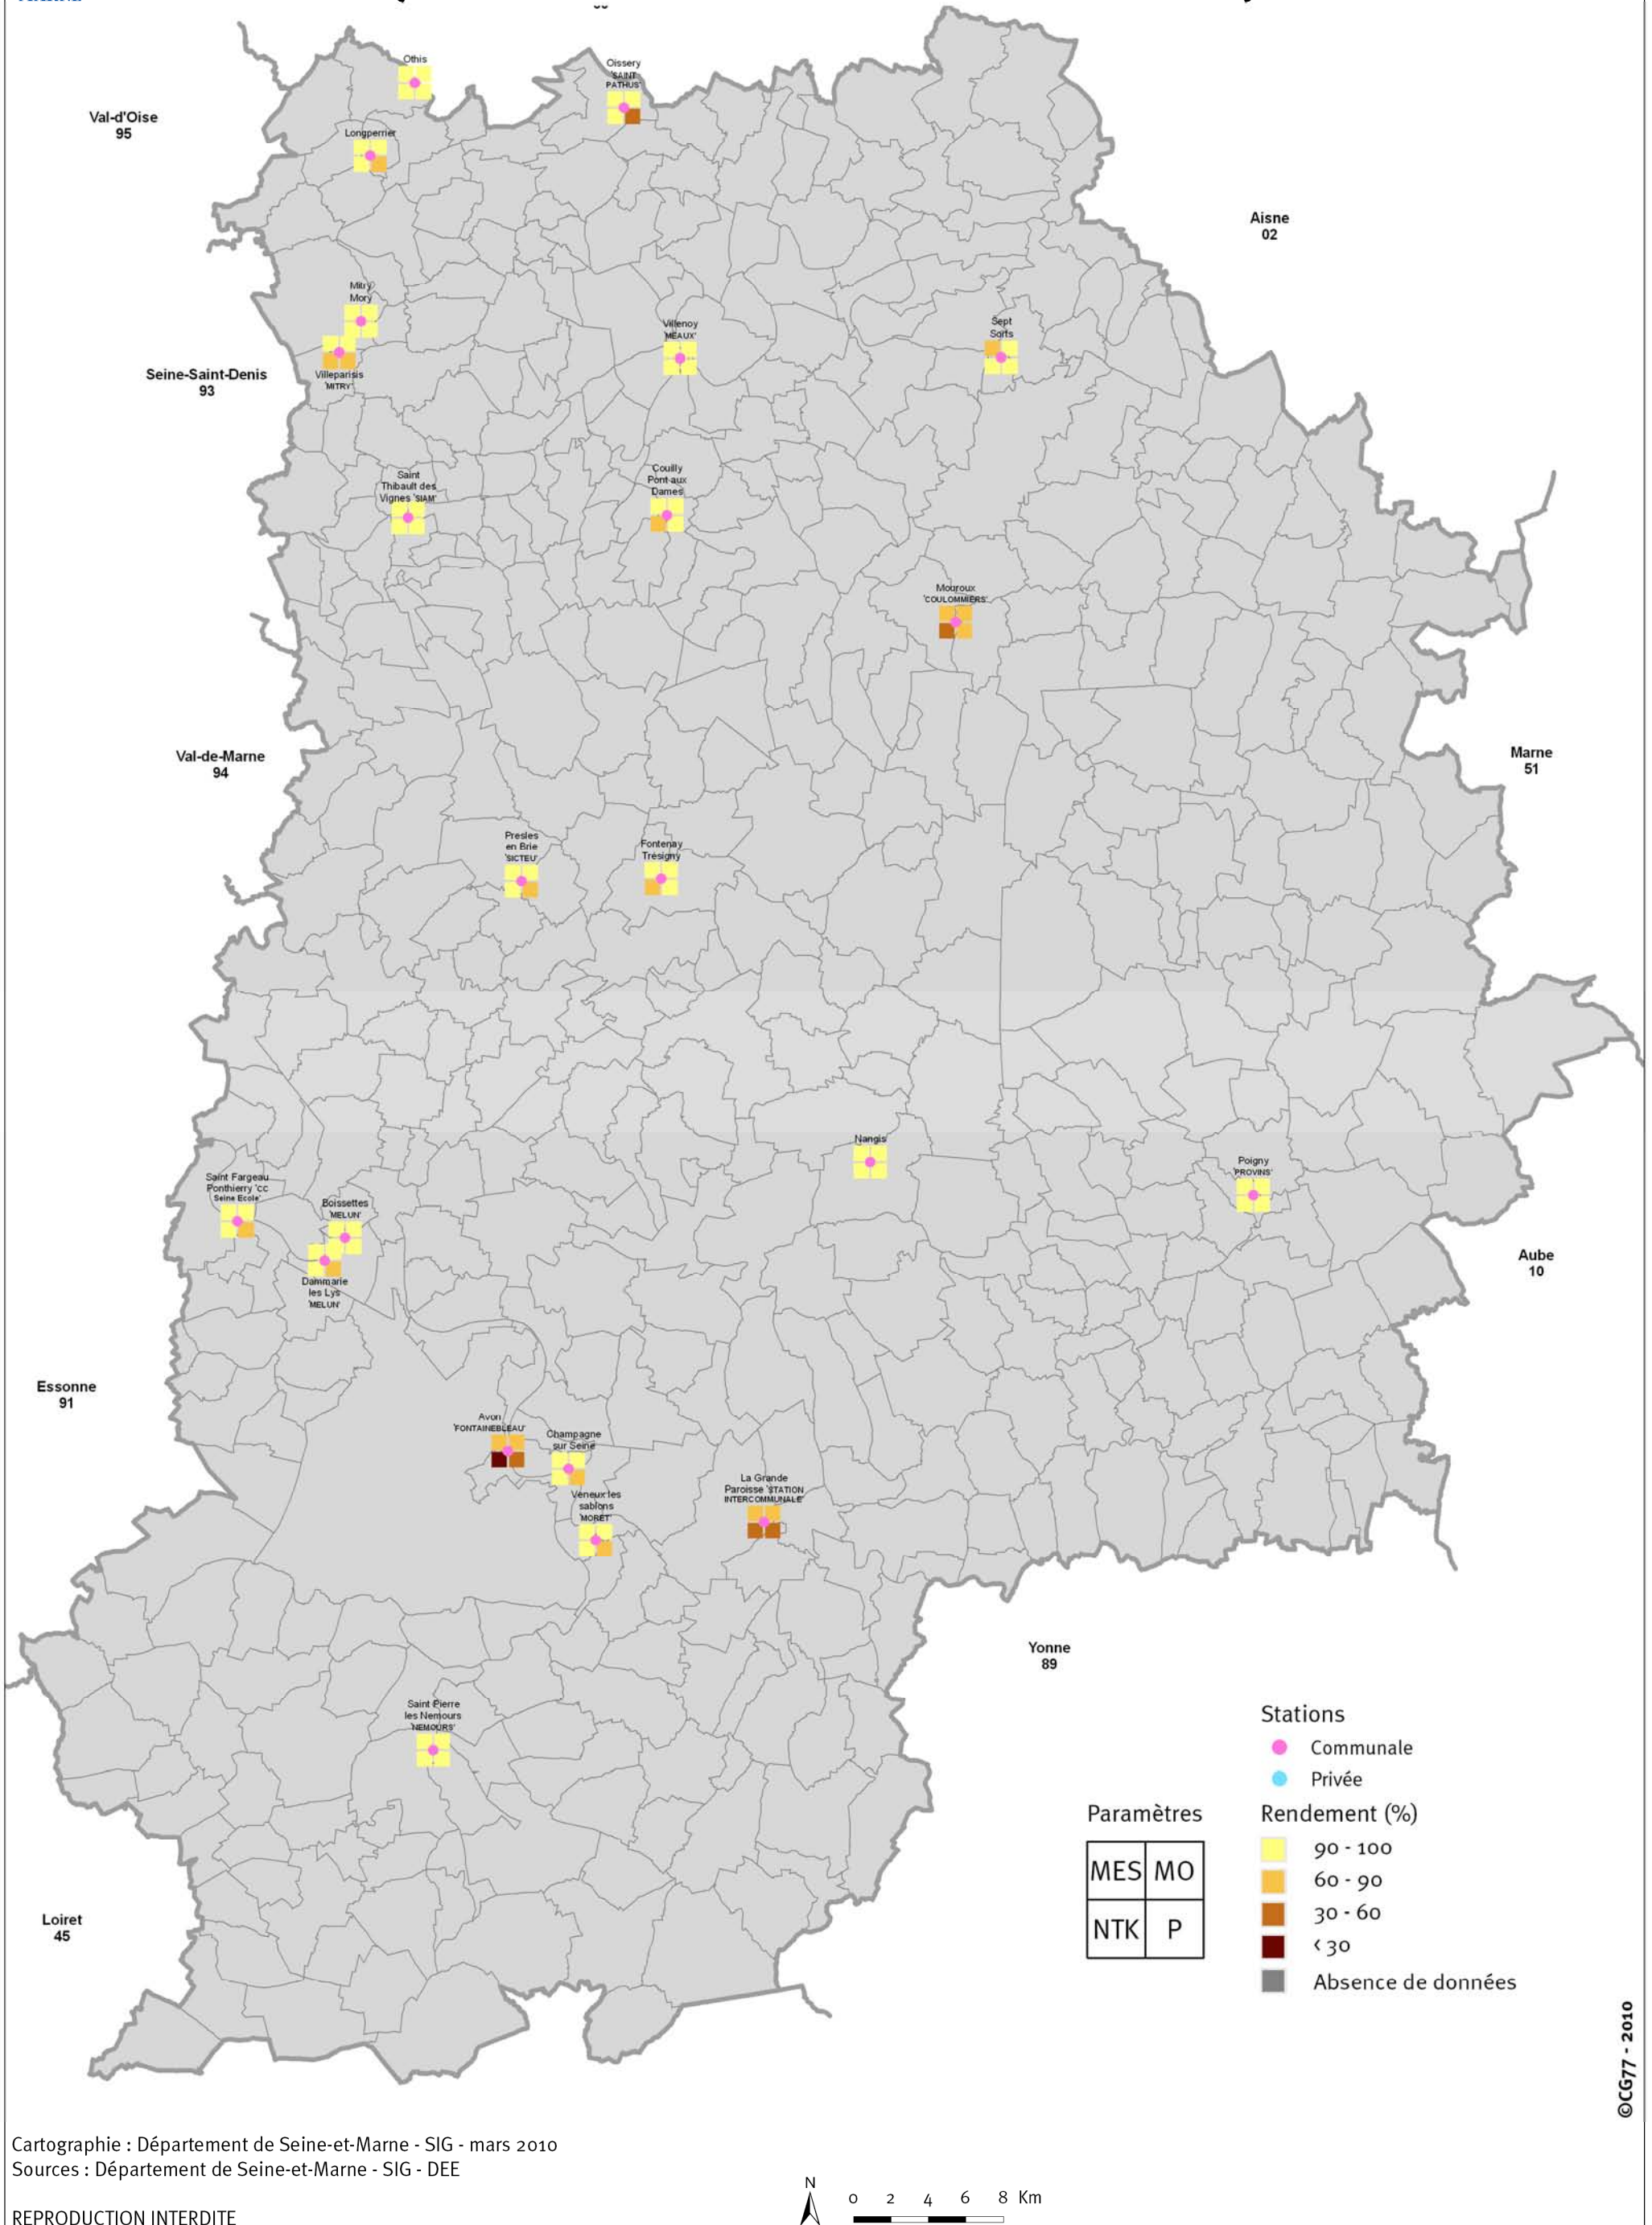 Othis
Oissery
'SAINT
PATHUS'
Val-d'Oise
95
Longperrier
Aisne
02
Mitry
Mory
Villenoy
'MEAUX'
Sept
Sorts
Villeparisis
'MITRY'
Seine-Saint-Denis
93
Saint
Thibault des
Vignes 'SIAM'
Couilly
Pont aux
Dames
Mouroux
'COULOMMIERS'
Val-de-Marne
94
Marne
51
Presles
en Brie
'SICTEU'
Fontenay
Trésigny
Nangis
Poigny
'PROVINS'
Saint Fargeau
Ponthierry 'CC
Seine Ecole'
Boissettes
'MELUN'
Dammarie
les Lys
'MELUN'
Aube
10
Essonne
91
Avon
'FONTAINEBLEAU'
Champagne
sur Seine
Veneux les
sablons
'MORET'
La Grande
Paroisse 'STATION
INTERCOMMUNALE'
Yonne
89
Saint Pierre
les Nemours
'NEMOURS'
Loiret
45
Stations
Communale
Privée
Paramètres
MES MO
NTK P
Rendement (%)
90 - 100
60 - 90
30 - 60
< 30
Absence de données
©CG77 - 2010
Cartographie : Département de Seine-et-Marne - SIG - mars 2010
Sources : Département de Seine-et-Marne - SIG - DEE
REPRODUCTION INTERDITE
N
0 2 4 6 8 Km